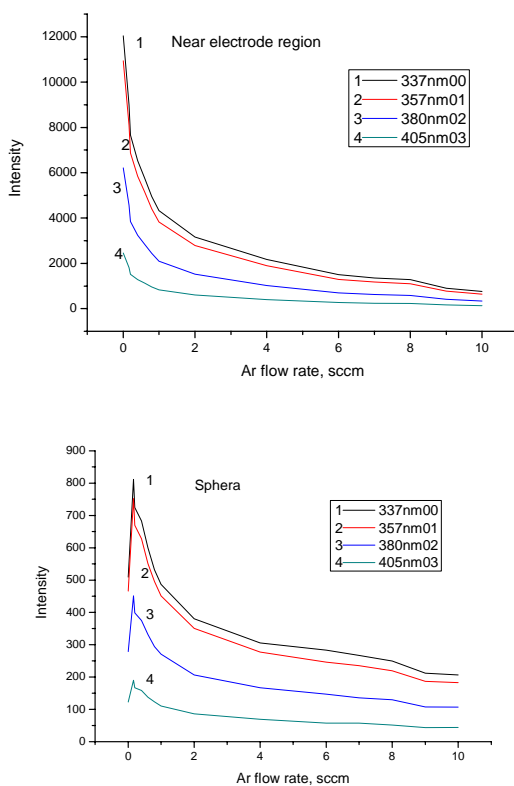 Near electrode region
12000
10000
8000
6000
4000
2000
0
Intensity
1
2
3
4
1 337nm00
2 357nm01
3 380nm02
4 405nm03
0 2 4 6 8 10
Ar flow rate, sccm
Sphera
900
800
700
600
500
400
300
200
100
0
Intensity
1
2
3
4
1 337nm00
2 357nm01
3 380nm02
4 405nm03
0 2 4 6 8 10
Ar flow rate, sccm